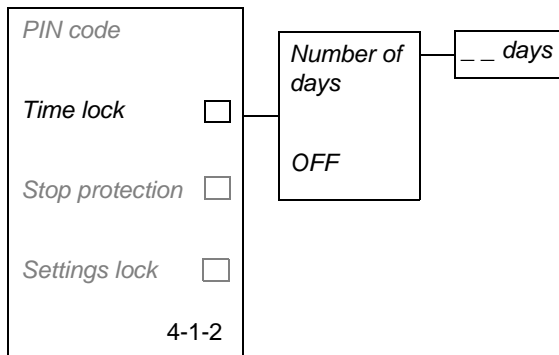 PIN code
Time lock
Stop protection
Settings lock
4-1-2
Number of
days
OFF
_ _ days